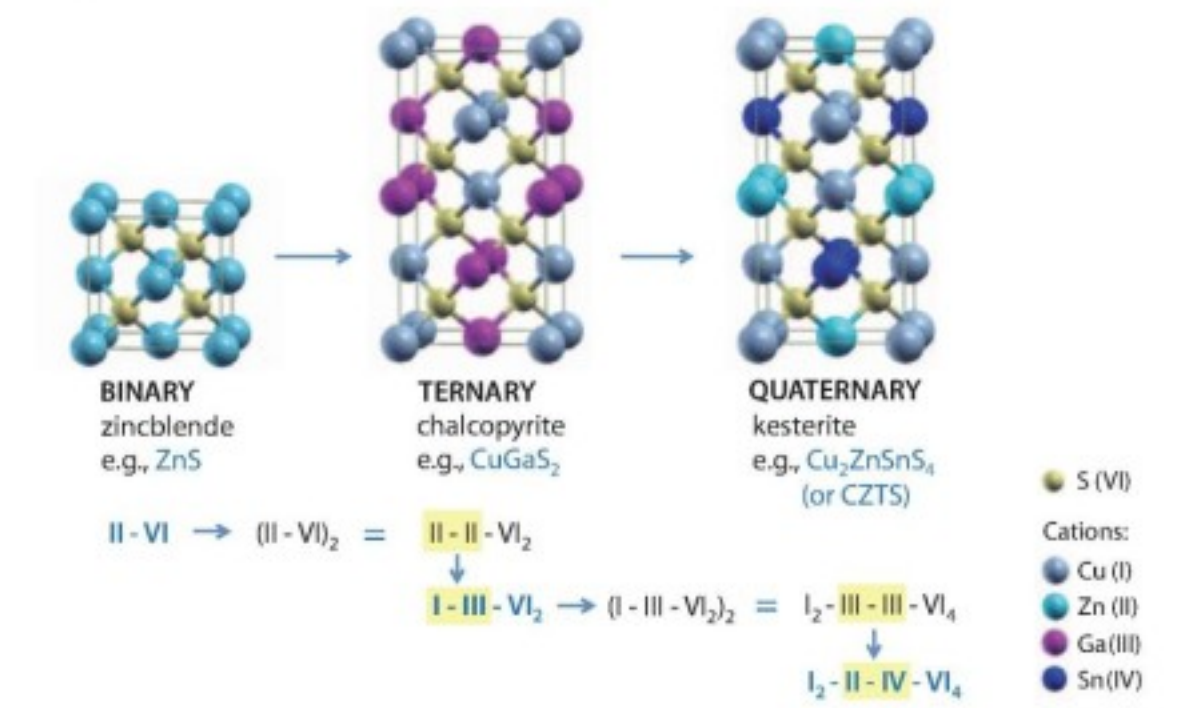 BINARY
zincblende
e.g., ZnS
TERNARY
chalcopyrite
e.g., CuGaS₂
QUATERNARY
kesterite
e.g., Cu₂ZnSnS₄
(or CZTS)
II - VI → (II - VI)₂ = II - II - VI₂
↓
I - III - VI₂ → (I - III - VI₂)₂ = I₂ - III - III - VI₄
↓
I₂ - II - IV - VI₄
S (VI)
Cations:
Cu (I)
Zn (II)
Ga (III)
Sn (IV)